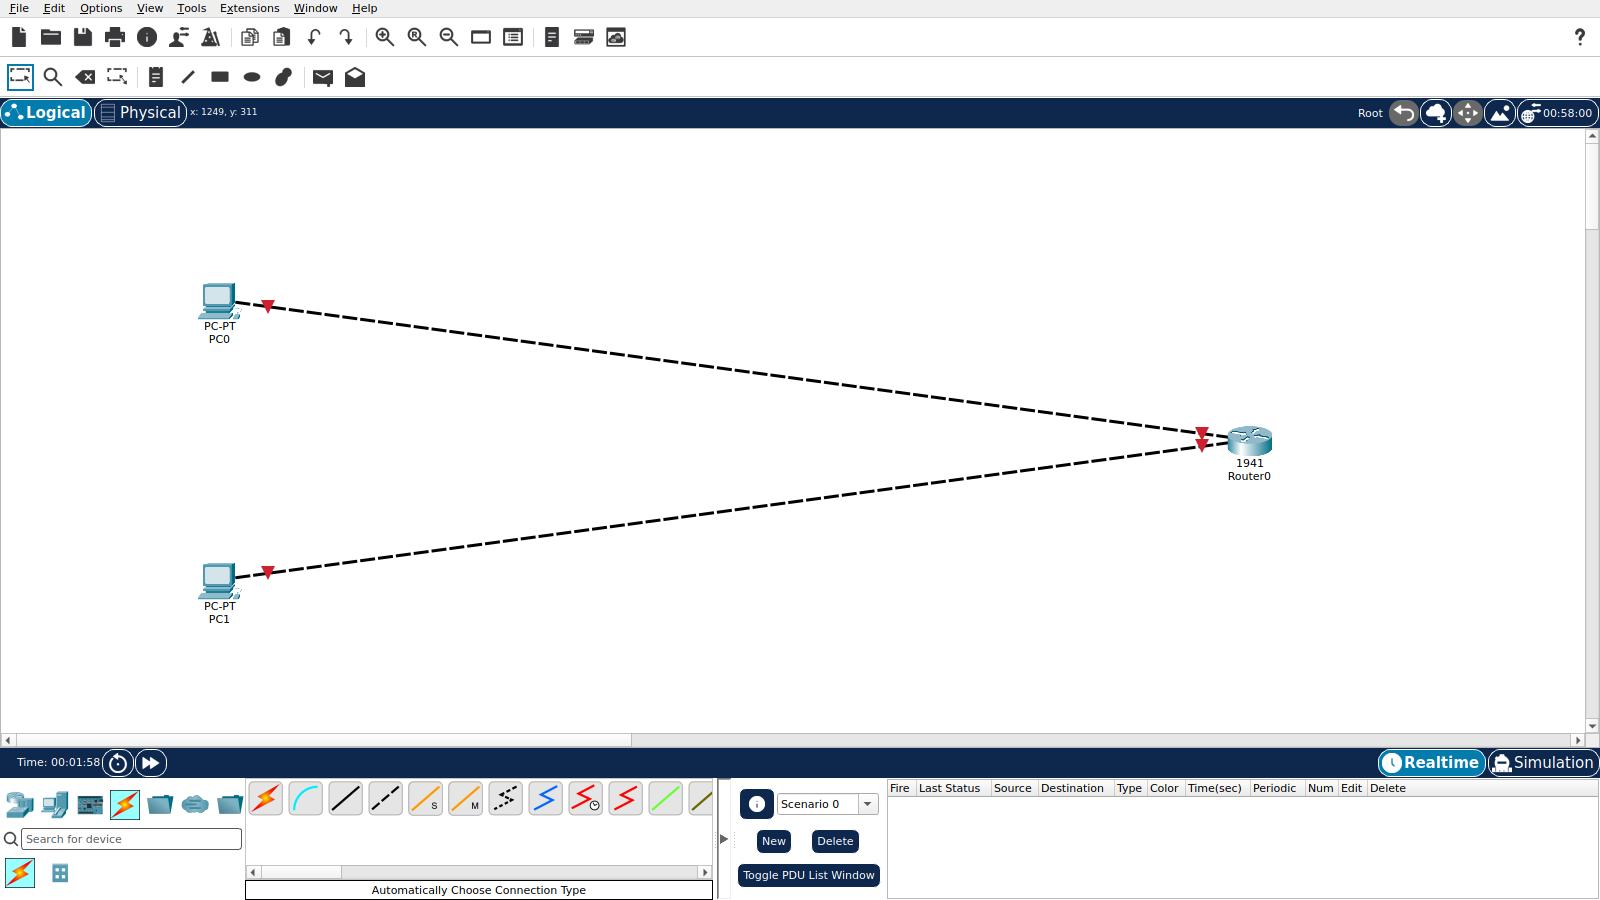 File Edit Options View Tools Extensions Window Help
?
Logical Physical x: 1249, y: 311 Root 00:58:00
PC-PT
PC0
1941
Router0
PC-PT
PC1
Time: 00:01:58 Realtime Simulation
S M
Search for device
Automatically Choose Connection Type
Scenario 0
New Delete
Toggle PDU List Window
Fire Last Status Source Destination Type Color Time(sec) Periodic Num Edit Delete